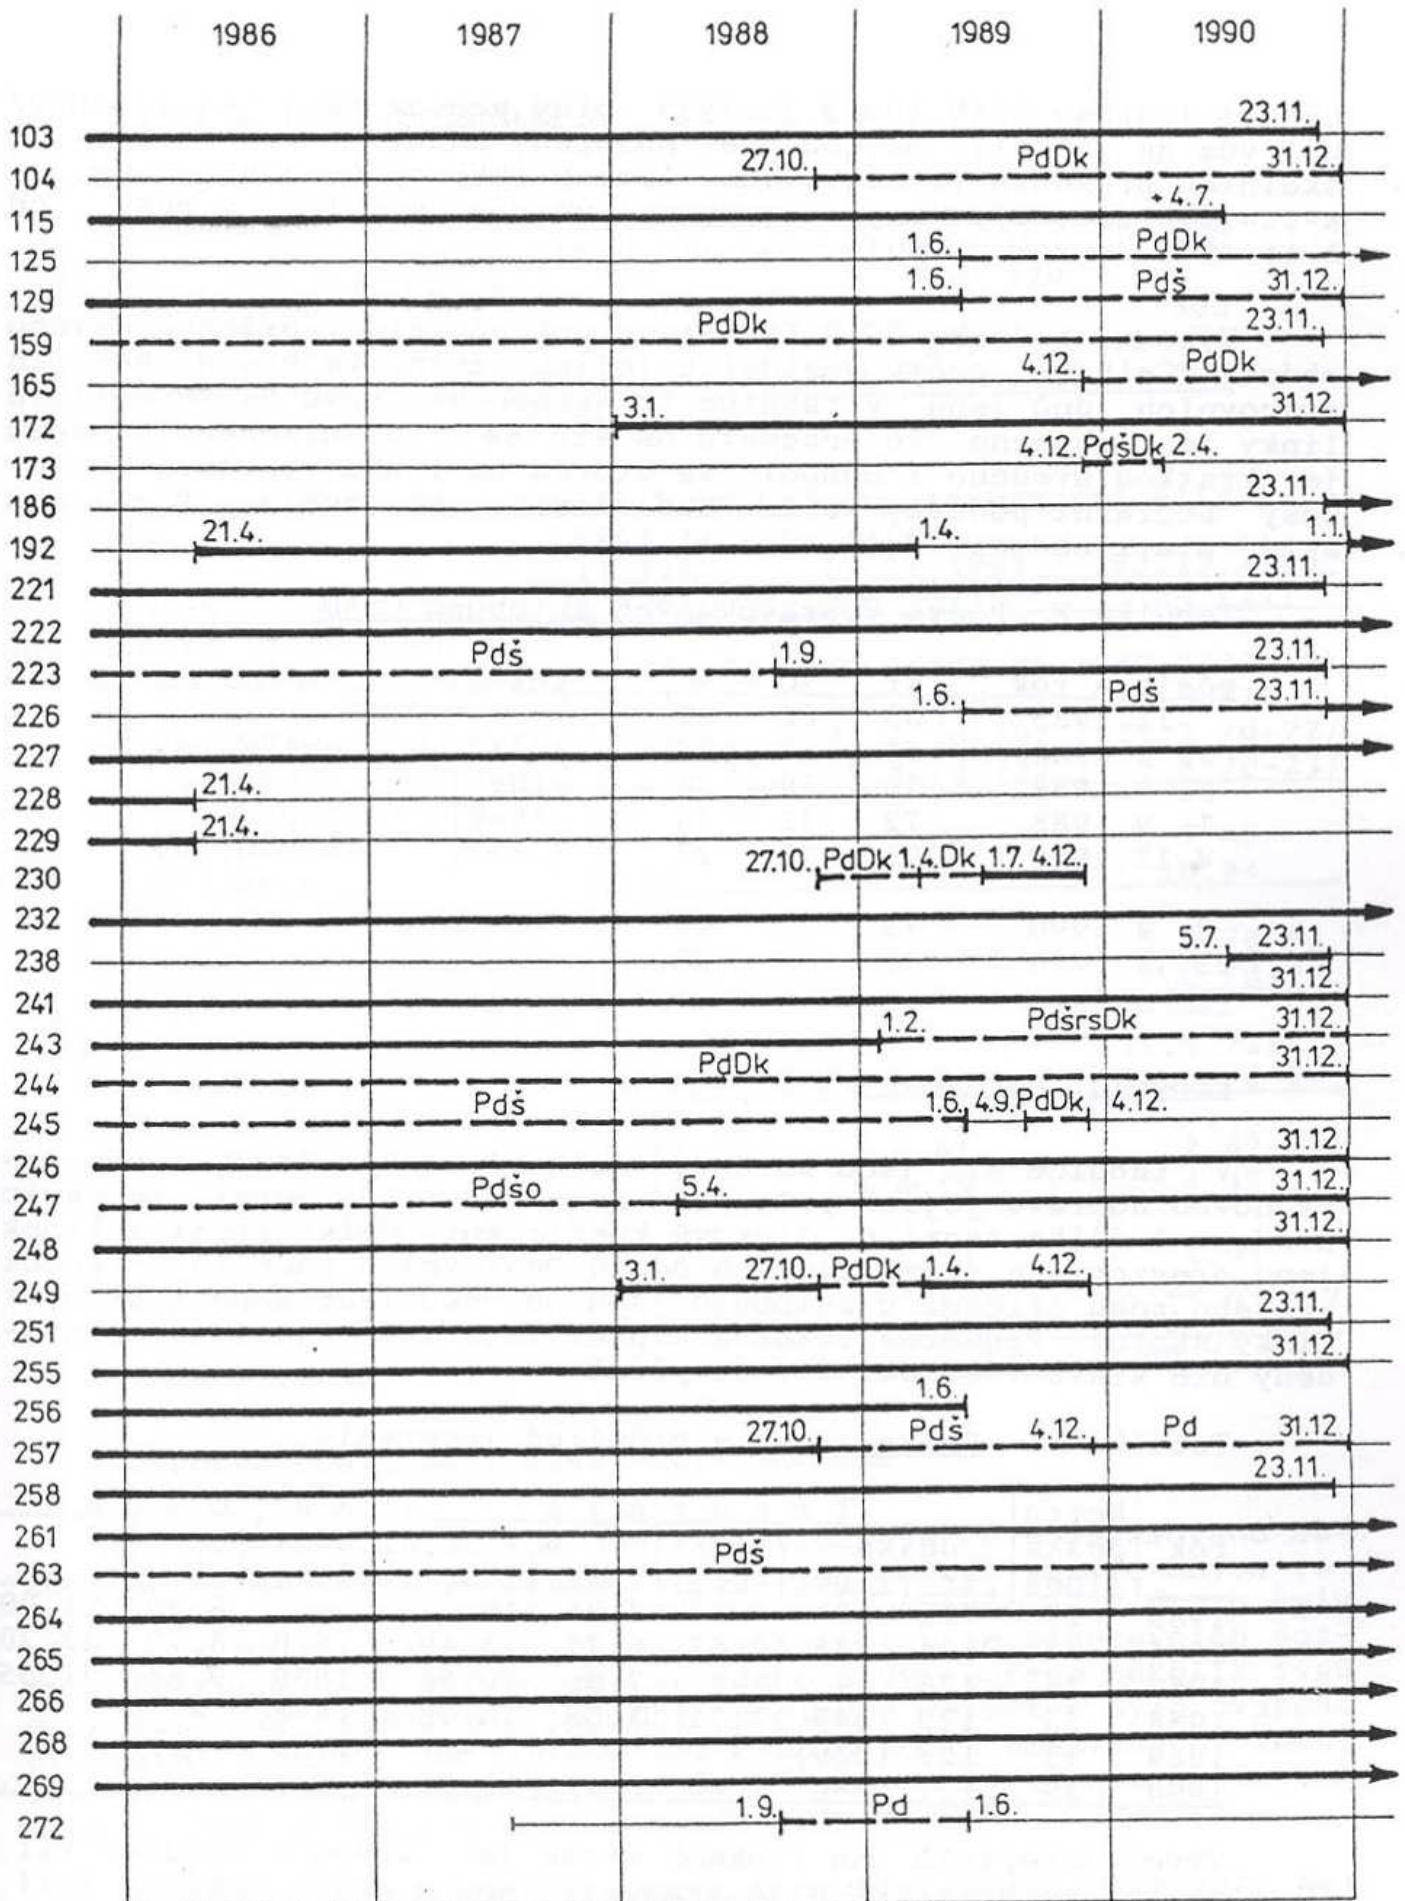 1986 1987 1988 1989 1990
103 23.11.
104 27.10. PdDk 31.12.
115 +4.7.
125 1.6. PdDk
129 1.6. Pdš 31.12.
159 PdDk 23.11.
165 4.12. PdDk
172 3.1. 31.12.
173 4.12. PdšDk 2.4.
186 23.11.
192 21.4. 1.4. 1.1.
221 23.11.
222
223 Pdš 1.9. 23.11.
226 1.6. Pdš 23.11.
227
228 21.4.
229 21.4.
230 27.10. PdDk 1.4. Dk 1.7. 4.12.
232
238 5.7. 23.11.
241 31.12.
243 1.2. PdšrsDk 31.12.
244 PdDk 31.12.
245 Pdš 1.6. 4.9. PdDk 4.12.
246 31.12.
247 Pdšo 5.4. 31.12.
248 31.12.
249 3.1. 27.10. PdDk 1.4. 4.12.
251 23.11.
255 31.12.
256 1.6.
257 27.10. Pdš 4.12. Pd 31.12.
258 23.11.
261
263 Pdš
264
265
266
268
269
272 1.9. Pd 1.6.